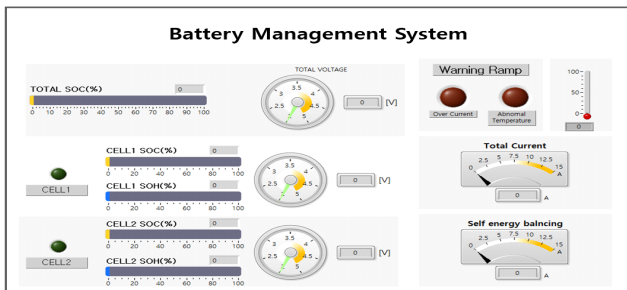 Battery Management System
TOTAL SOC(%) 0
0 10 20 30 40 50 60 70 80 90 100
TOTAL VOLTAGE
2.5 3 3.5 4 4.5 5
0 [V]
Warning Ramp
Over Current
Abnomal
Temperature
100
50
0
0
CELL1
CELL1 SOC(%) 0
0 20 40 60 80 100
CELL1 SOH(%) 0
0 20 40 60 80 100
2.5 3 3.5 4 4.5 5
0 [V]
Total Current
0 2.5 5 7.5 10 12.5 15
A
0 A
CELL2
CELL2 SOC(%) 0
0 20 40 60 80 100
CELL2 SOH(%) 0
0 20 40 60 80 100
2.5 3 3.5 4 4.5 5
0 [V]
Self energy balncing
0 2.5 5 7.5 10 12.5 15
A
0 A